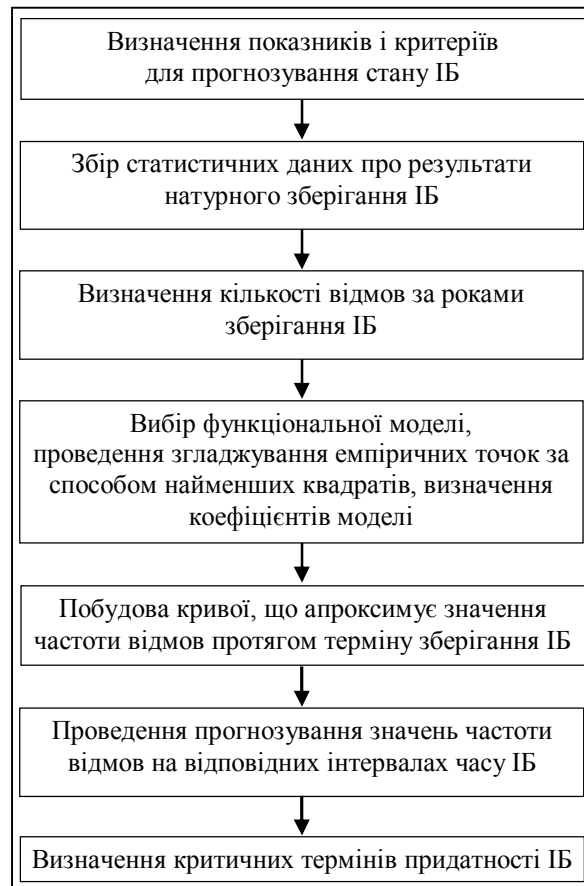 Визначення показників і критеріїв
для прогнозування стану ІБ
Збір статистичних даних про результати
натурного зберігання ІБ
Визначення кількості відмов за роками
зберігання ІБ
Вибір функціональної моделі,
проведення згладжування емпіричних точок за
способом найменших квадратів, визначення
коефіцієнтів моделі
Побудова кривої, що апроксимує значення
частоти відмов протягом терміну зберігання ІБ
Проведення прогнозування значень частоти
відмов на відповідних інтервалах часу ІБ
Визначення критичних термінів придатності ІБ